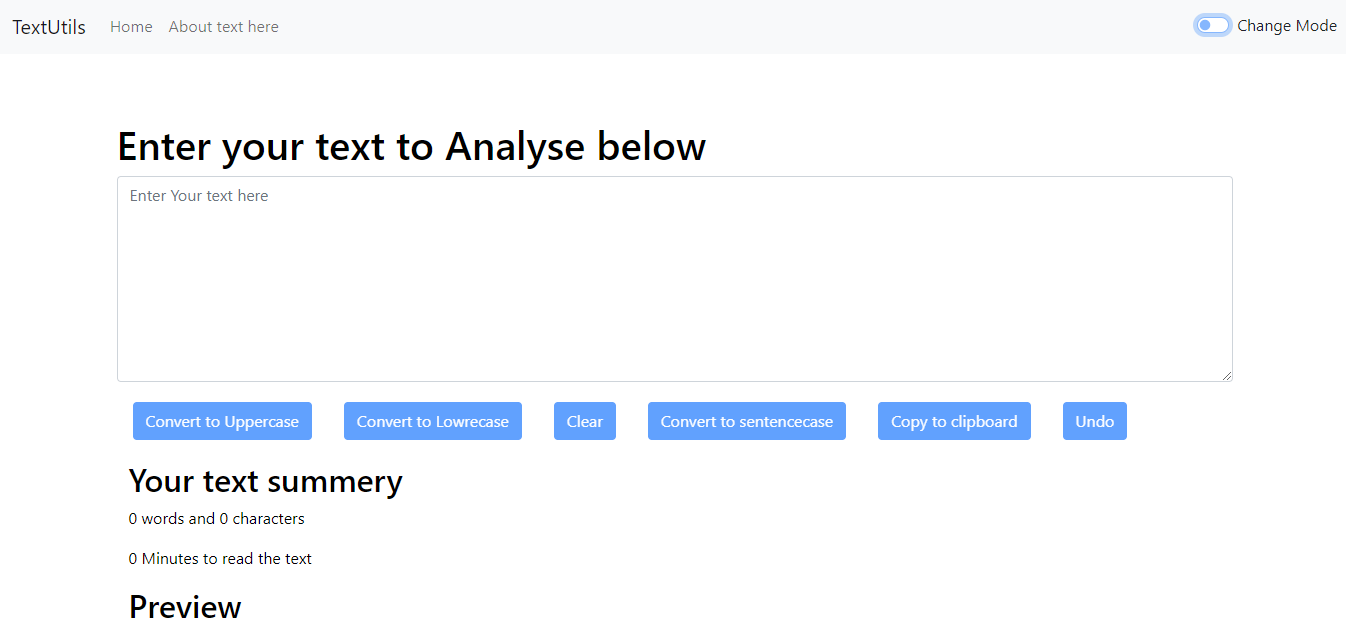 TextUtils Home About text here Change Mode
Enter your text to Analyse below
Enter Your text here
Convert to Uppercase Convert to Lowrecase Clear Convert to sentencecase Copy to clipboard Undo
Your text summery
0 words and 0 characters
0 Minutes to read the text
Preview